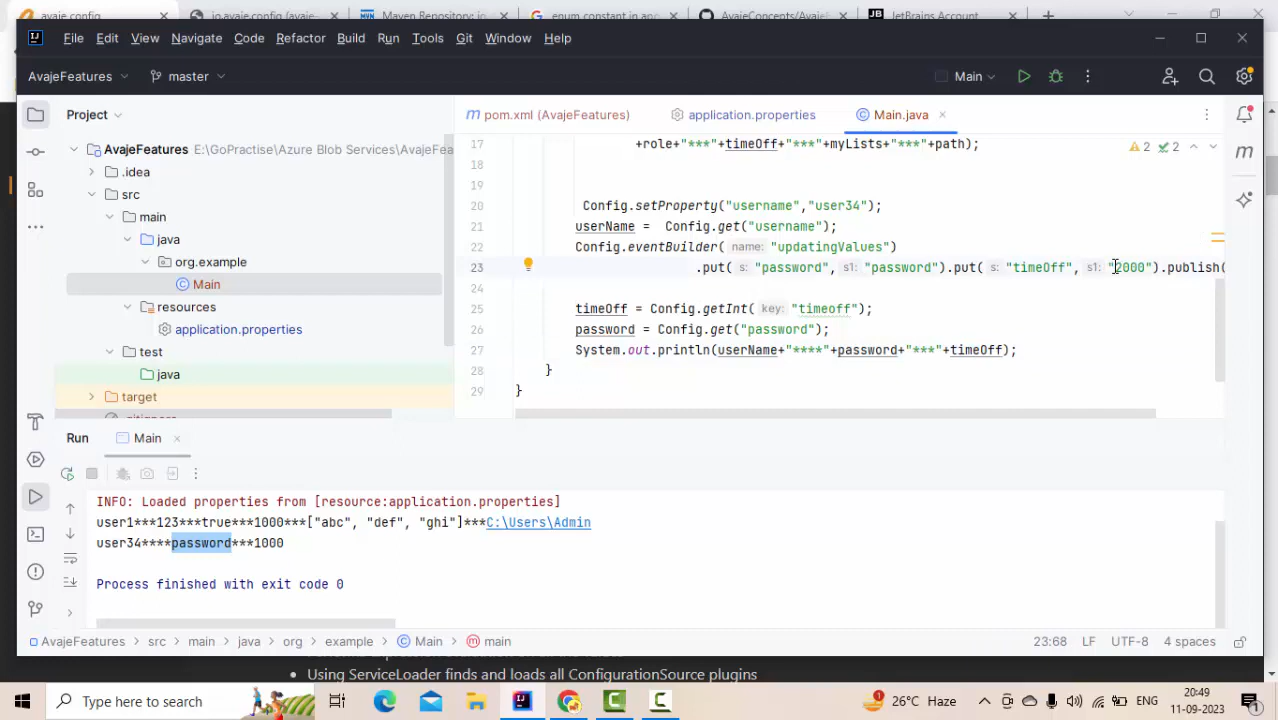 io.avaje.config (avaje
Maven Repository: io.
enum constant in app
AvajeConcepts/Avaje
JetBrains Account
File Edit View Navigate Code Refactor Build Run Tools Git Window Help
AvajeFeatures master Main
Project
pom.xml (AvajeFeatures) application.properties Main.java
AvajeFeatures E:\GoPractise\Azure Blob Services\AvajeF
.idea
src
main
java
org.example
Main
resources
application.properties
test
java
target
.gitignore
17 +role+"***"+timeOff+"***"+myLists+"***"+path);
2 2
18
19
20 Config.setProperty("username","user34");
21 userName = Config.get("username");
22 Config.eventBuilder( name: "updatingValues")
23 .put( s: "password", s1: "password").put( s: "timeOff", s1: "2000").publish(
25 timeOff = Config.getInt( key: "timeoff");
26 password = Config.get("password");
27 System.out.println(userName+"****"+password+"***"+timeOff);
28 }
29 }
Run Main
INFO: Loaded properties from [resource:application.properties]
user1***123***true***1000***["abc", "def", "ghi"]***C:\Users\Admin
user34****password***1000
Process finished with exit code 0
AvajeFeatures > src > main > java > org > example > Main > main
23:68 LF UTF-8 4 spaces
Using ServiceLoader finds and loads all ConfigurationSource plugins
Type here to search
26°C Haze
ENG
20:49
11-09-2023
1